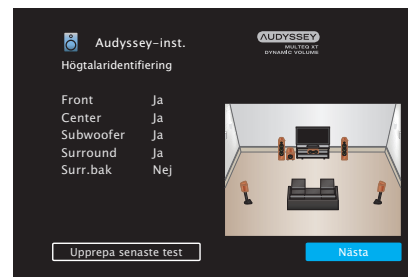 Audyssey-inst.
AUDYSSEY
MULTEQ XT
DYNAMIC VOLUME
Högtalaridentifiering
Front Ja
Center Ja
Subwoofer Ja
Surround Ja
Surr.bak Nej
Upprepa senaste test
Nästa